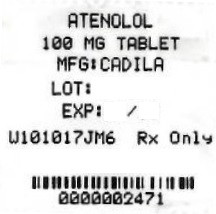 ATENOLOL
100 MG TABLET
MFG:CADILA
LOT:
EXP: /
W101017JM6 Rx Only
0000002471